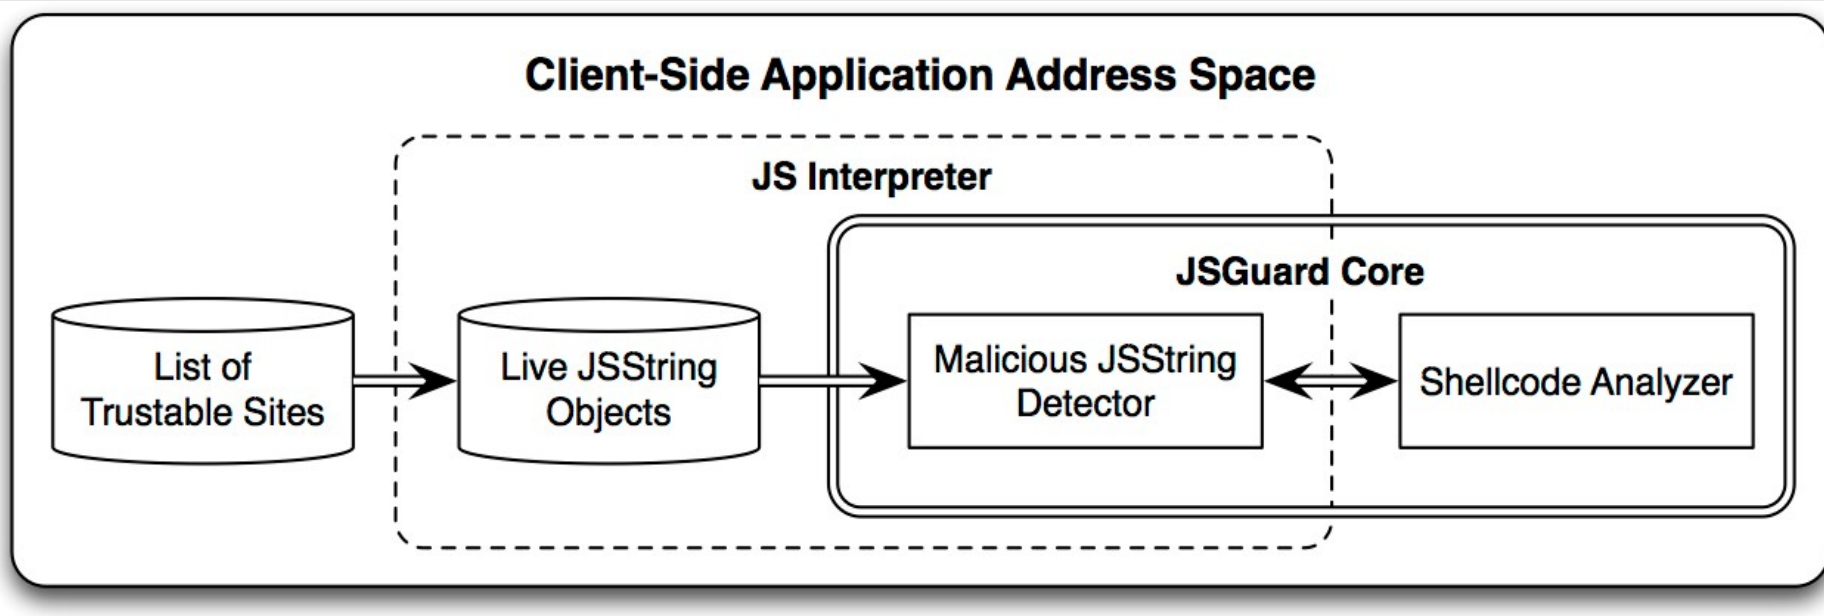 Client-Side Application Address Space
JS Interpreter
JSGuard Core
List of
Trustable Sites
Live JSString
Objects
Malicious JSString
Detector
Shellcode Analyzer